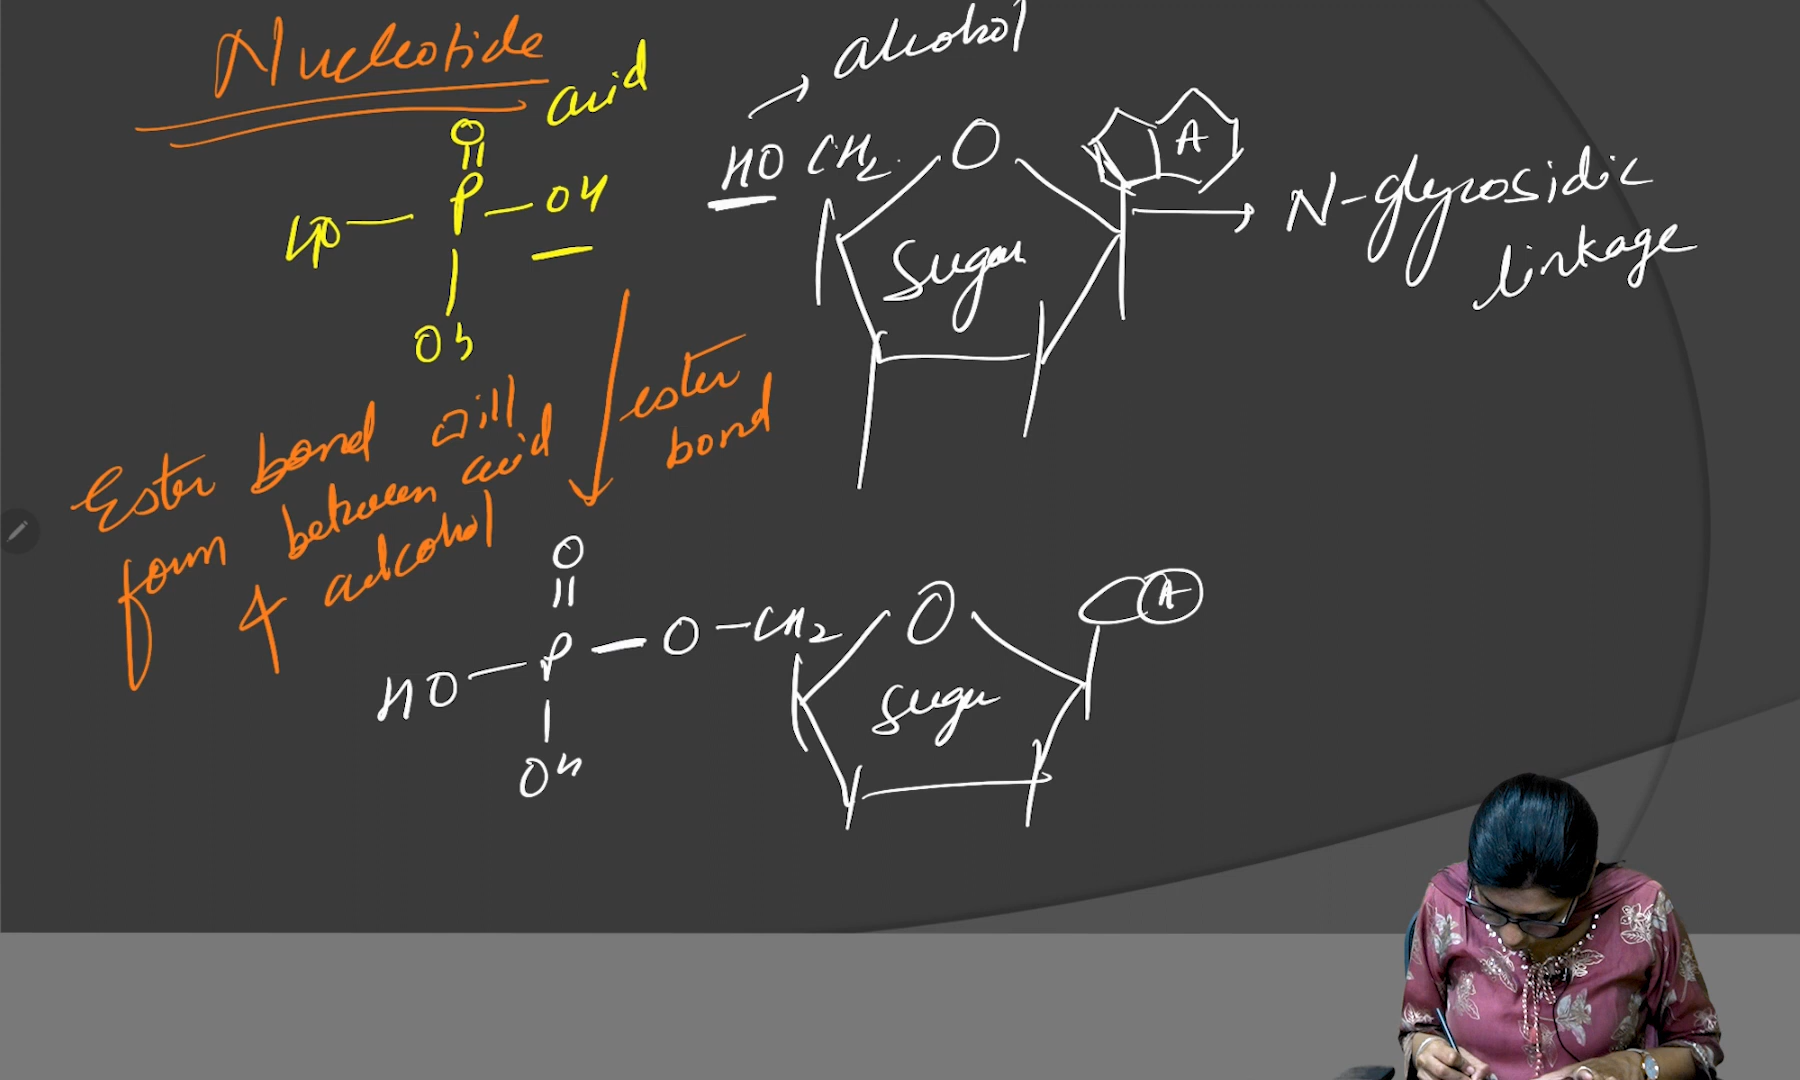 Nucleotide
acid
alcohol
O
HO P OH
OH
HO CH2 O
A
Sugar
N-glycosidic
linkage
ester
bond
Ester bond will
form between acid
& adcohol
O
HO P O CH2 O
OH
Sugar
A